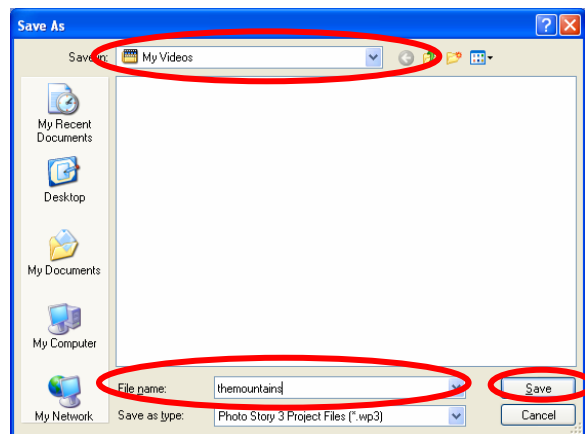 Save As
Save in: My Videos
My Recent
Documents
Desktop
My Documents
My Computer
My Network
File name: themountains Save
Save as type: Photo Story 3 Project Files (*.wp3) Cancel